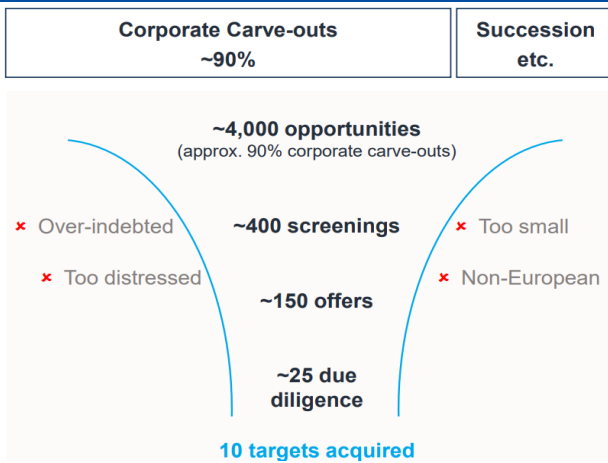 Corporate Carve-outs
~90%
Succession
etc.
~4,000 opportunities
(approx. 90% corporate carve-outs)
× Over-indebted
~400 screenings
× Too small
× Too distressed
× Non-European
~150 offers
~25 due
diligence
10 targets acquired